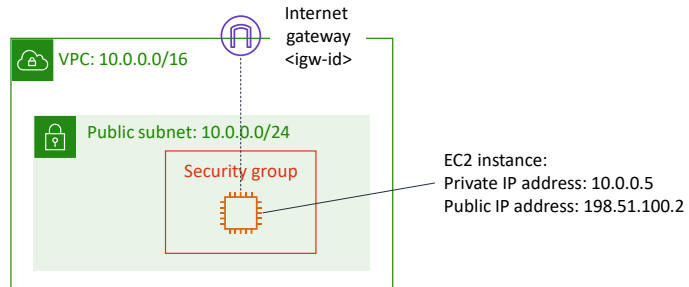 Internet
gateway
<igw-id>
VPC: 10.0.0.0/16
Public subnet: 10.0.0.0/24
Security group
EC2 instance:
Private IP address: 10.0.0.5
Public IP address: 198.51.100.2